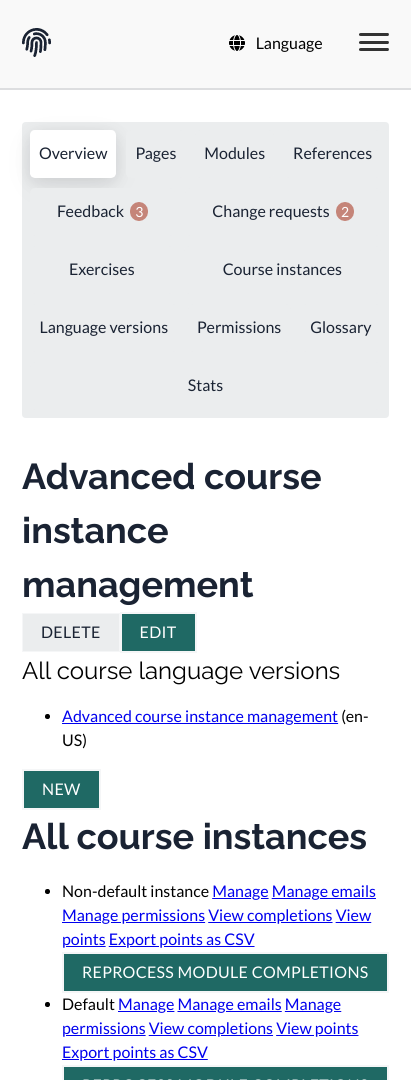 Language
Overview Pages Modules References
Feedback 3 Change requests 2
Exercises Course instances
Language versions Permissions Glossary
Stats
Advanced course
instance
management
DELETE EDIT
All course language versions
Advanced course instance management (en-
US)
NEW
All course instances
Non-default instance Manage Manage emails
Manage permissions View completions View
points Export points as CSV
REPROCESS MODULE COMPLETIONS
Default Manage Manage emails Manage
permissions View completions View points
Export points as CSV